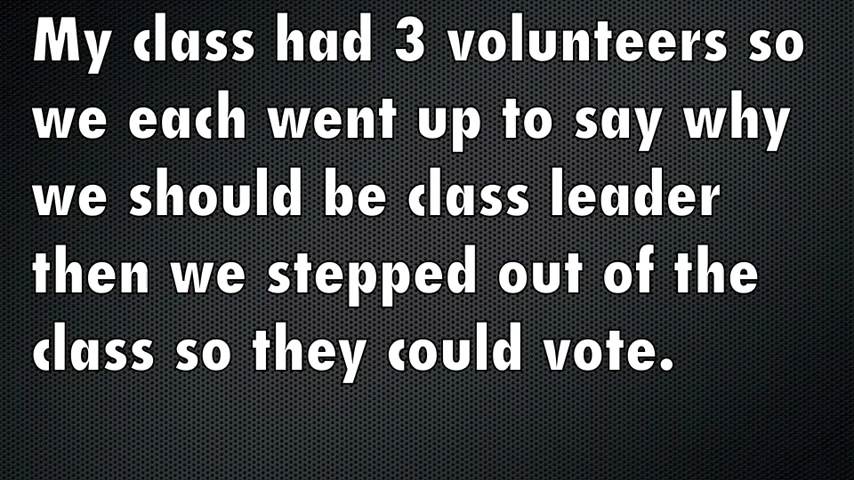 My class had 3 volunteers so
we each went up to say why
we should be class leader
then we stepped out of the
class so they could vote.